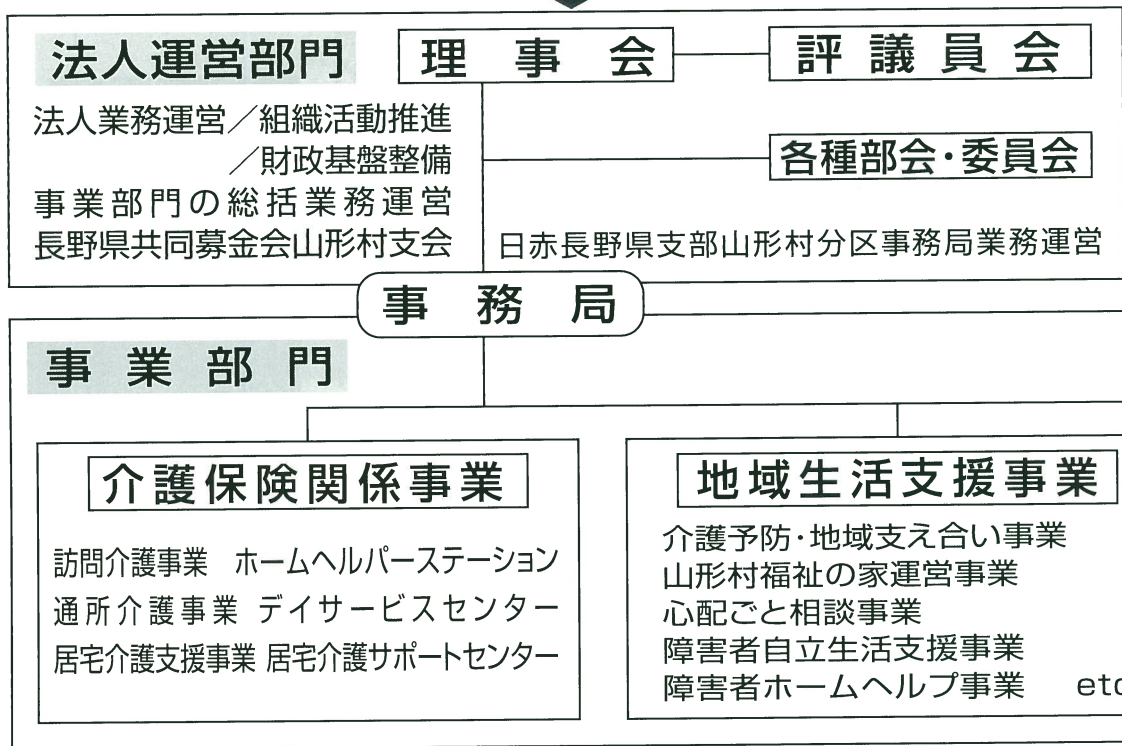 法人運営部門
理事会
評議員会
法人業務運営／組織活動推進
／財政基盤整備
各種部会・委員会
事業部門の総括業務運営
長野県共同募金会山形村支会
日赤長野県支部山形村分区事務局業務運営
事務局
事業部門
介護保険関係事業
訪問介護事業 ホームヘルパーステーション
通所介護事業 デイサービスセンター
居宅介護支援事業 居宅介護サポートセンター
地域生活支援事業
介護予防・地域支え合い事業
山形村福祉の家運営事業
心配ごと相談事業
障害者自立生活支援事業
障害者ホームヘルプ事業 etc